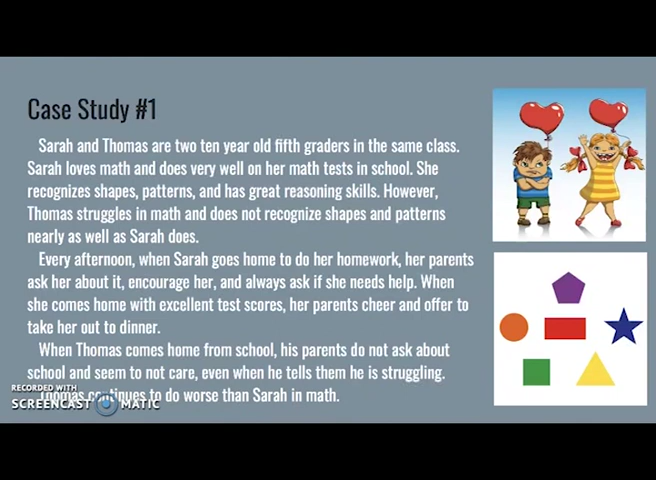 Case Study #1
Sarah and Thomas are two ten year old fifth graders in the same class.
Sarah loves math and does very well on her math tests in school. She
recognizes shapes, patterns, and has great reasoning skills. However,
Thomas struggles in math and does not recognize shapes and patterns
nearly as well as Sarah does.
Every afternoon, when Sarah goes home to do her homework, her parents
ask her about it, encourage her, and always ask if she needs help. When
she comes home with excellent test scores, her parents cheer and offer to
take her out to dinner.
When Thomas comes home from school, his parents do not ask about
school and seem to not care, even when he tells them he is struggling.
Thomas continues to do worse than Sarah in math.
RECORDED WITH
SCREENCAST MATIC